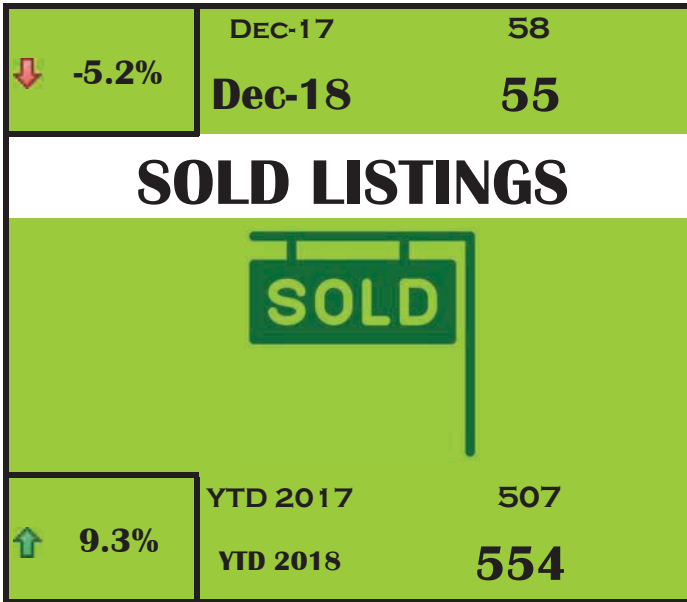 DEC-17 58
-5.2%
Dec-18 55
SOLD LISTINGS
SOLD
YTD 2017 507
9.3%
YTD 2018 554